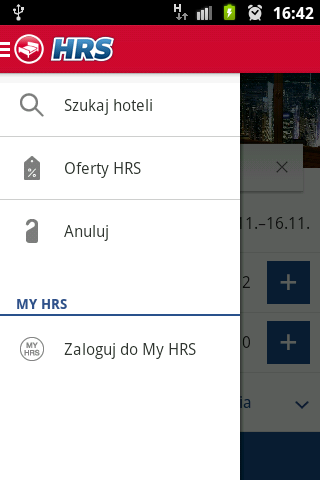 H
16:42
HRS
Szukaj hoteli
%
Oferty HRS
11.–16.11.
Anuluj
2
MY HRS
0
MY
HRS
Zaloguj do My HRS
ia